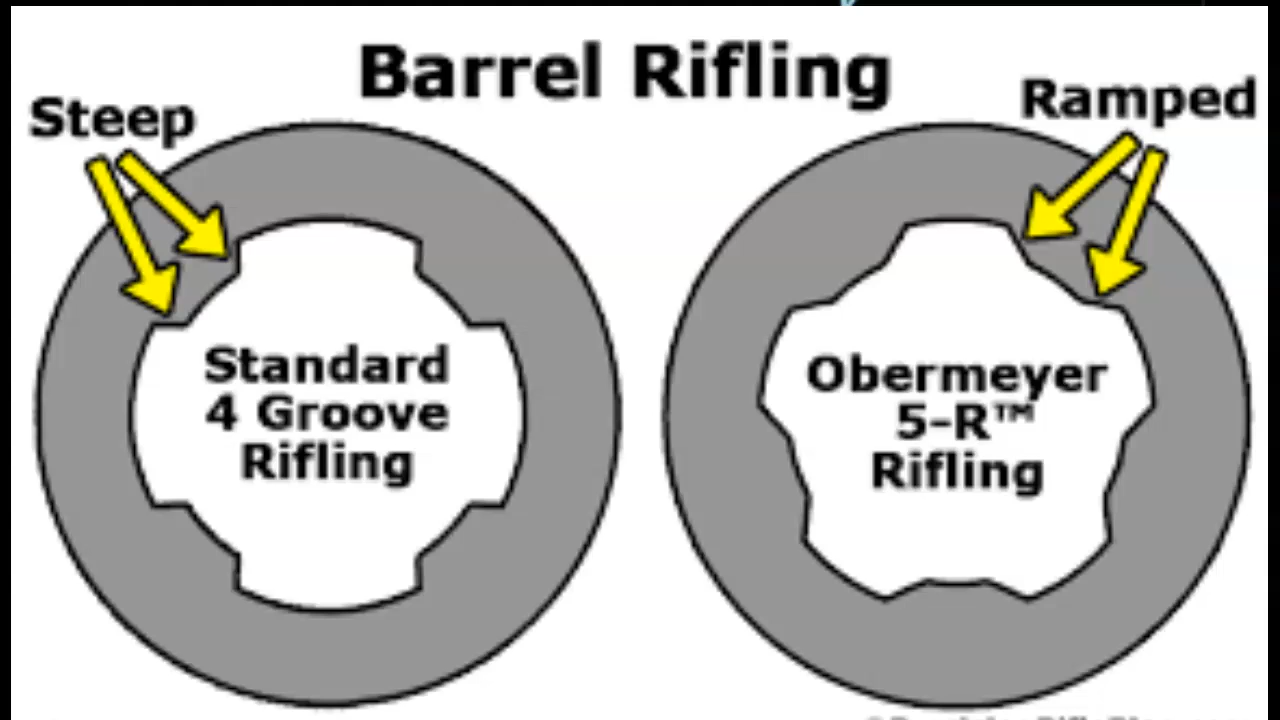 Barrel Rifling
Steep
Ramped
Standard
4 Groove
Rifling
Obermeyer
5-R™
Rifling